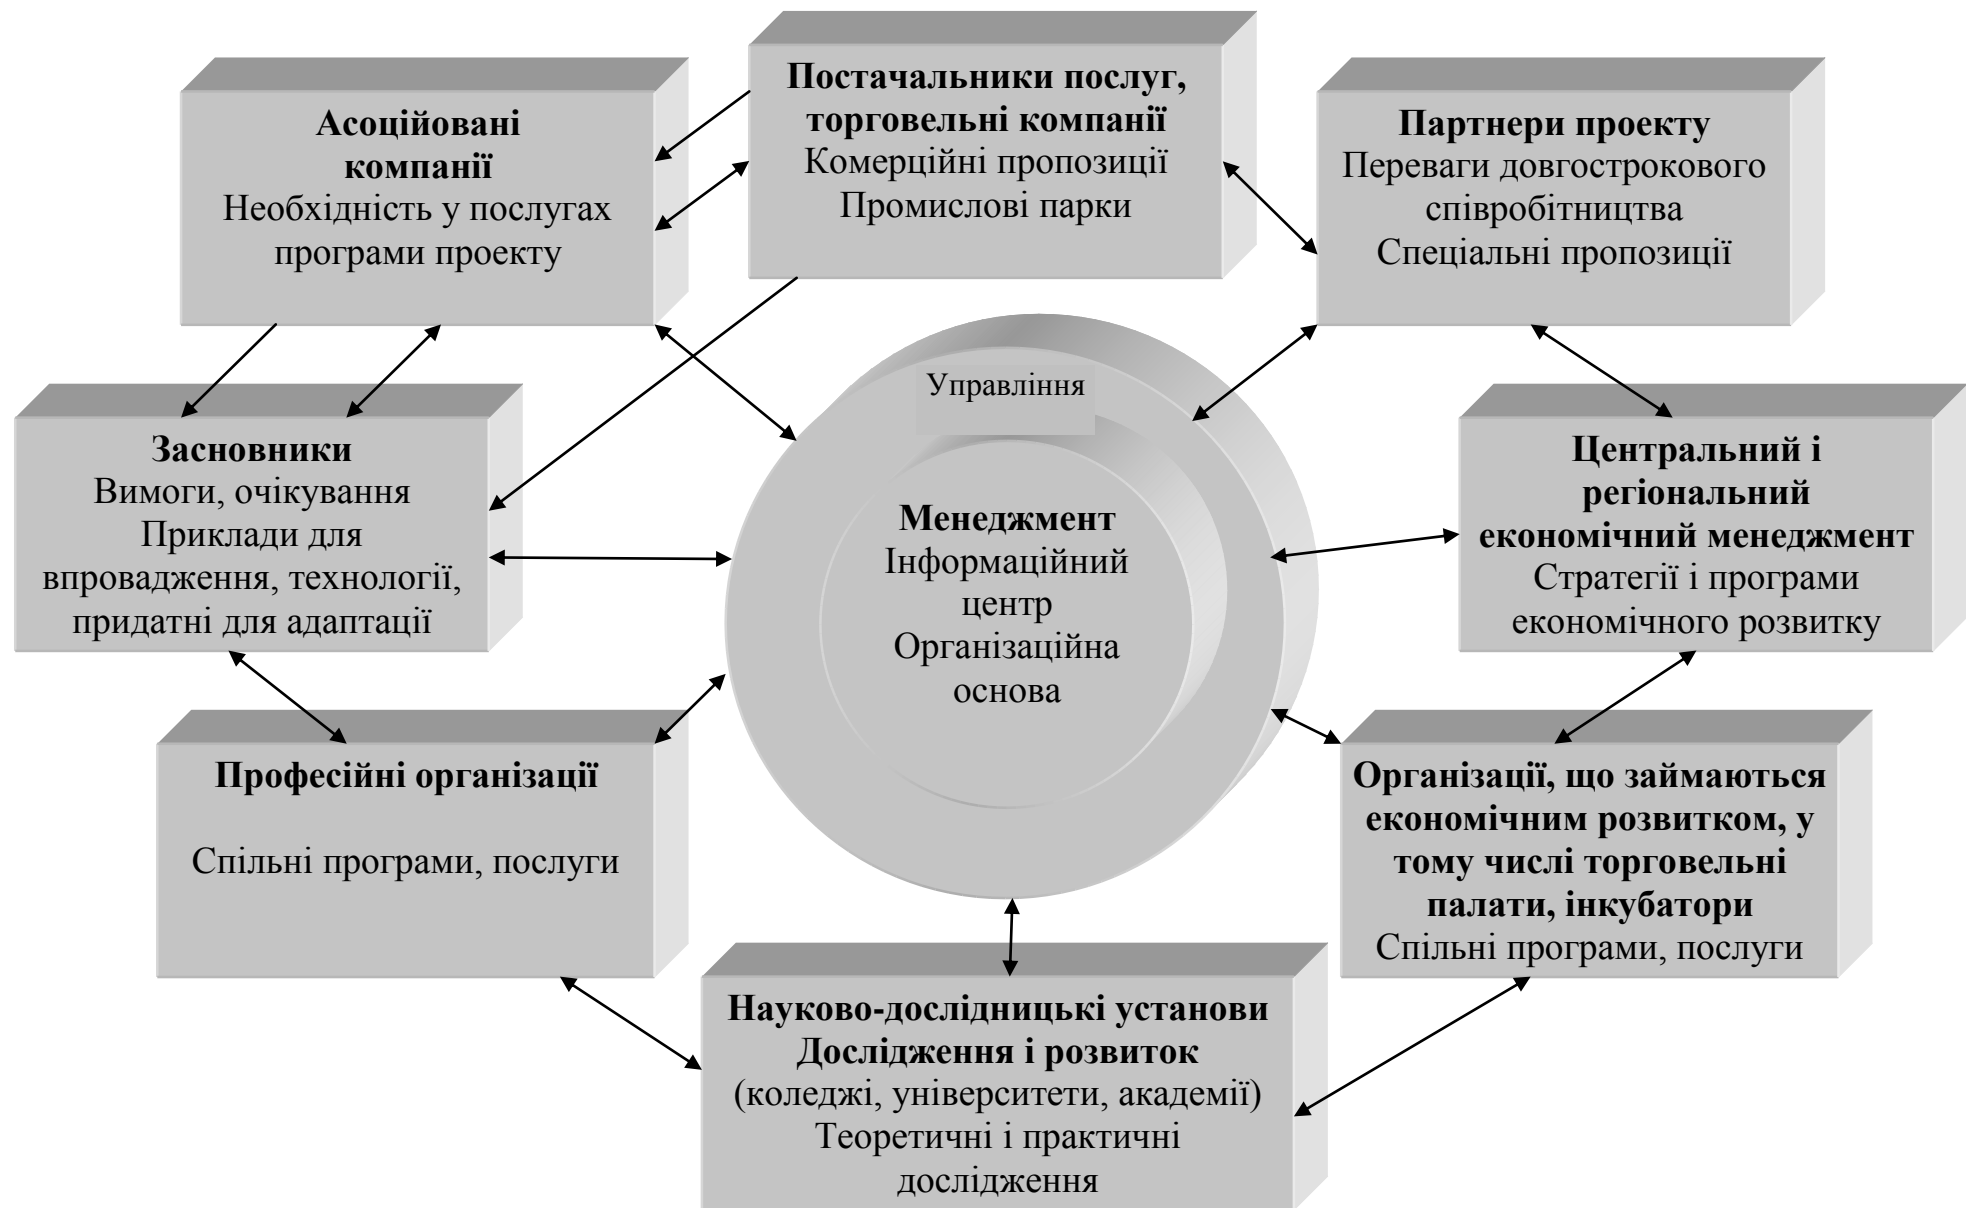 Асоційовані
компанії
Необхідність у послугах
програми проекту
Постачальники послуг,
торговельні компанії
Комерційні пропозиції
Промислові парки
Партнери проекту
Переваги довгострокового
співробітництва
Спеціальні пропозиції
Засновники
Вимоги, очікування
Приклади для
впровадження, технології,
придатні для адаптації
Управління
Менеджмент
Інформаційний
центр
Організаційна
основа
Центральний і
регіональний
економічний менеджмент
Стратегії і програми
економічного розвитку
Професійні організації
Спільні програми, послуги
Організації, що займаються
економічним розвитком, у
тому числі торговельні
палати, інкубатори
Спільні програми, послуги
Науково-дослідницькі установи
Дослідження і розвиток
(коледжі, університети, академії)
Теоретичні і практичні
дослідження